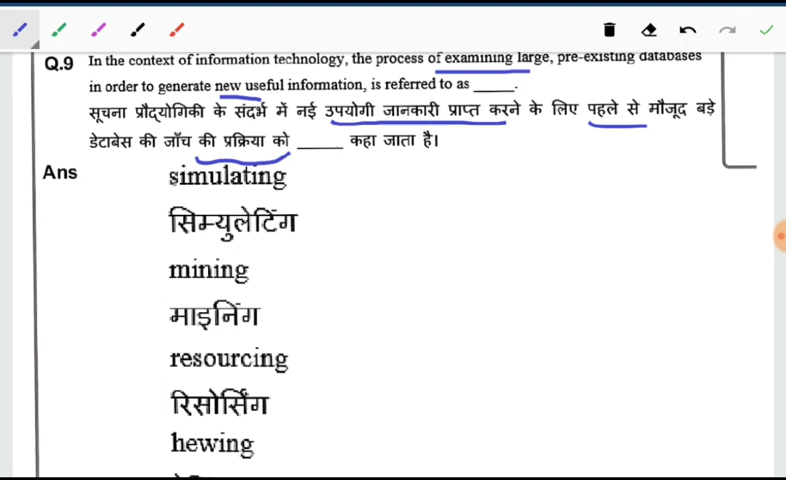 Q.9 In the context of information technology, the process of examining large, pre-existing databases
in order to generate new useful information, is referred to as _____.
सूचना प्रौद्योगिकी के संदर्भ में नई उपयोगी जानकारी प्राप्त करने के लिए पहले से मौजूद बड़े
डेटाबेस की जाँच की प्रक्रिया को _____ कहा जाता है।
Ans simulating
सिम्युलेटिंग
mining
माइनिंग
resourcing
रिसोर्सिंग
hewing